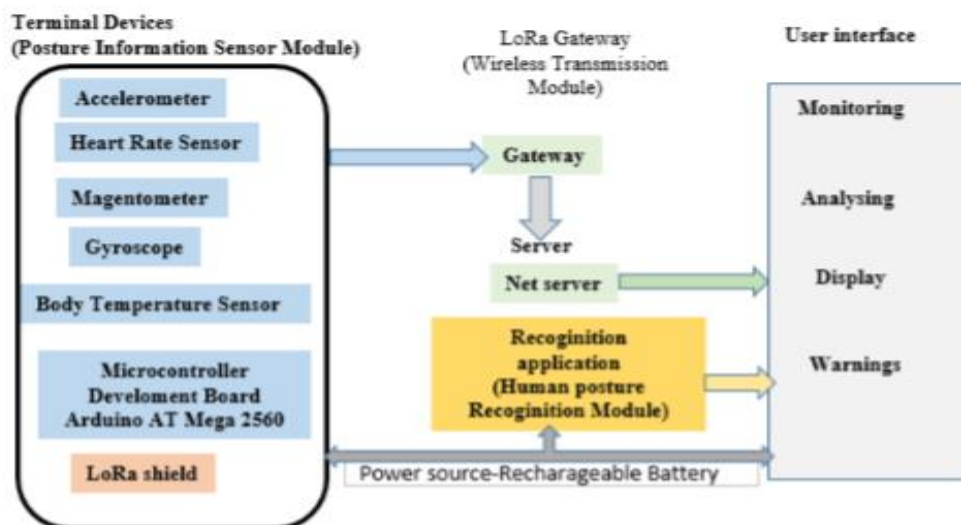 Terminal Devices
(Posture Information Sensor Module)
Accelerometer
Heart Rate Sensor
Magentometer
Gyroscope
Body Temperature Sensor
Microcontroller
Develoment Board
Arduino AT Mega 2560
LoRa shield
LoRa Gateway
(Wireless Transmission
Module)
Gateway
Server
Net server
Recoginition
application
(Human posture
Recoginition Module)
Power source-Recharageable Battery
User interface
Monitoring
Analysing
Display
Warnings